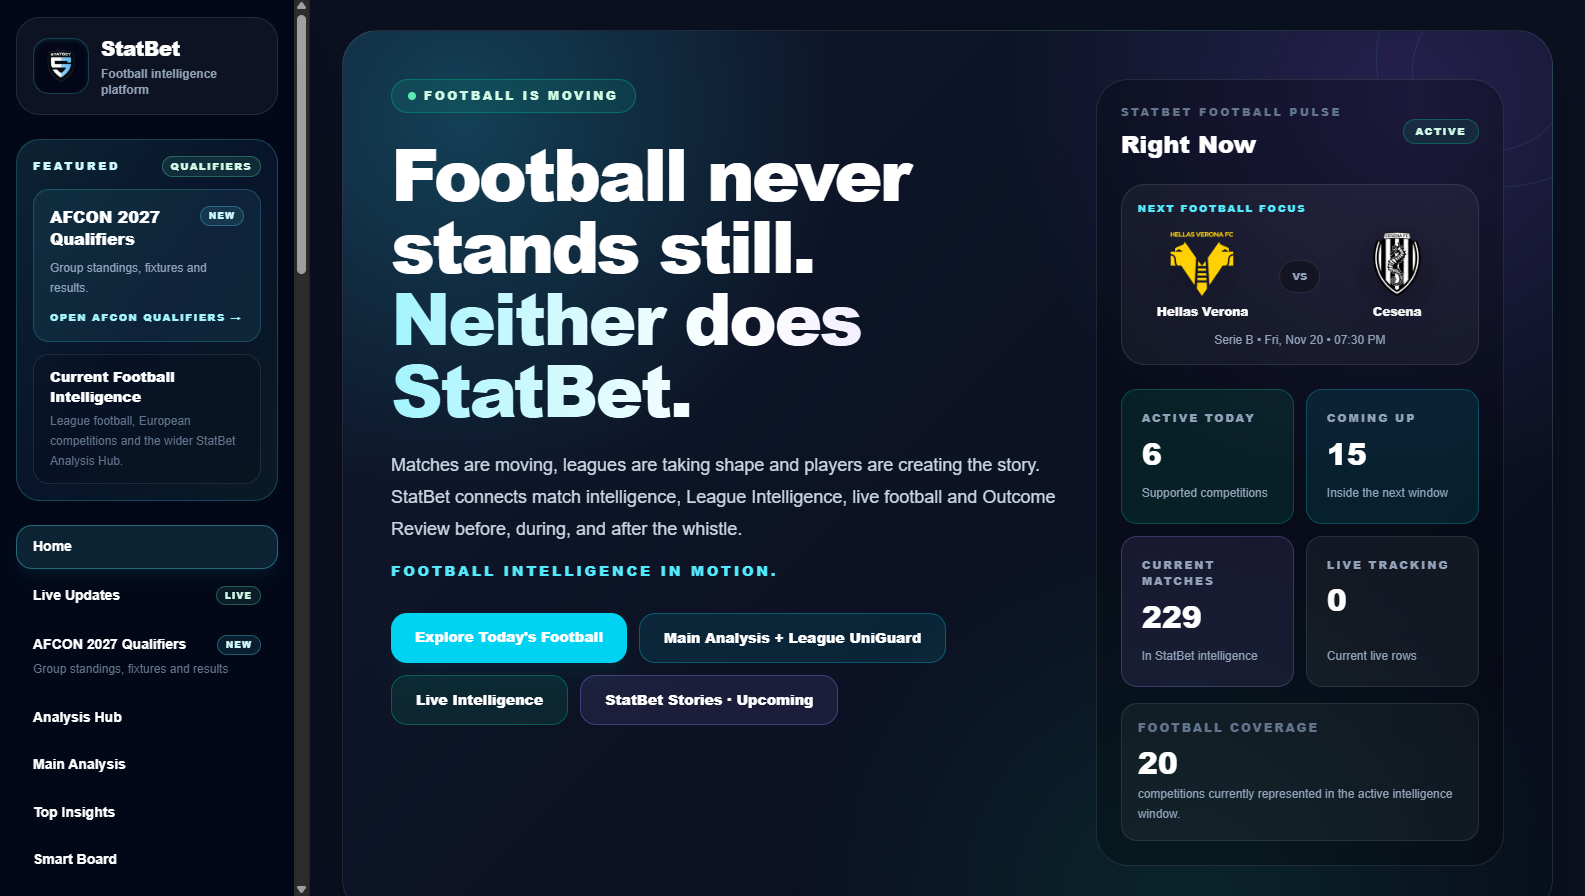 STATBET
StatBet
Football intelligence
platform
FEATURED
QUALIFIERS
AFCON 2027
Qualifiers
NEW
Group standings, fixtures and
results.
OPEN AFCON QUALIFIERS →
Current Football
Intelligence
League football, European
competitions and the wider StatBet
Analysis Hub.
Home
Live Updates
LIVE
AFCON 2027 Qualifiers
NEW
Group standings, fixtures and results
Analysis Hub
Main Analysis
Top Insights
Smart Board
FOOTBALL IS MOVING
Football never
stands still.
Neither does
StatBet.
Matches are moving, leagues are taking shape and players are creating the story.
StatBet connects match intelligence, League Intelligence, live football and Outcome
Review before, during, and after the whistle.
FOOTBALL INTELLIGENCE IN MOTION.
Explore Today's Football
Main Analysis + League UniGuard
Live Intelligence
StatBet Stories · Upcoming
STATBET FOOTBALL PULSE
Right Now
ACTIVE
NEXT FOOTBALL FOCUS
HELLAS VERONA FC
Hellas Verona
VS
CESENA FC
Cesena
Serie B • Fri, Nov 20 • 07:30 PM
ACTIVE TODAY
6
Supported competitions
COMING UP
15
Inside the next window
CURRENT
MATCHES
229
In StatBet intelligence
LIVE TRACKING
0
Current live rows
FOOTBALL COVERAGE
20
competitions currently represented in the active intelligence
window.